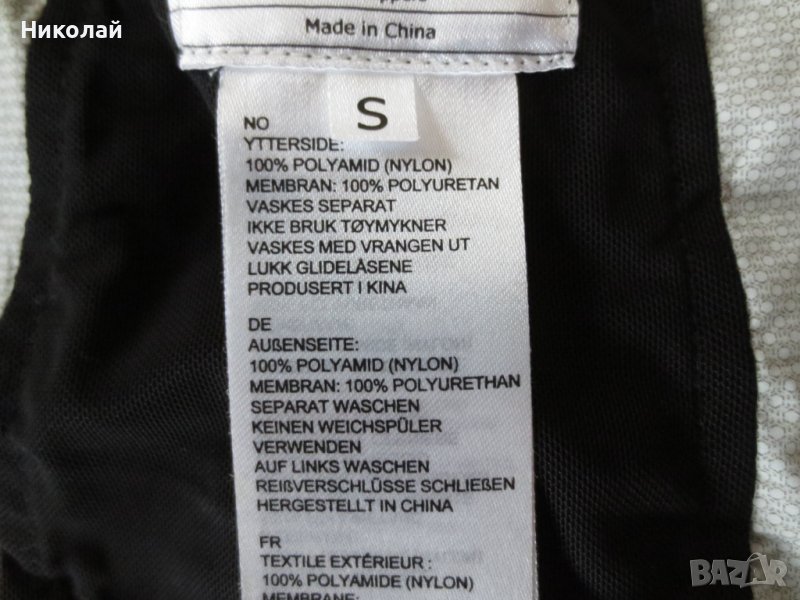 Николай
Made in China
S
NO
YTTERSIDE:
100% POLYAMID (NYLON)
MEMBRAN: 100% POLYURETAN
VASKES SEPARAT
IKKE BRUK TØYMYKNER
VASKES MED VRANGEN UT
LUKK GLIDELÅSENE
PRODUSERT I KINA
DE
AUßENSEITE:
100% POLYAMID (NYLON)
MEMBRAN: 100% POLYURETHAN
SEPARAT WASCHEN
KEINEN WEICHSPÜLER
VERWENDEN
AUF LINKS WASCHEN
REIßVERSCHLÜSSE SCHLIEßEN
HERGESTELLT IN CHINA
FR
TEXTILE EXTÉRIEUR :
100% POLYAMIDE (NYLON)
MEMBRANE:
BAZAR